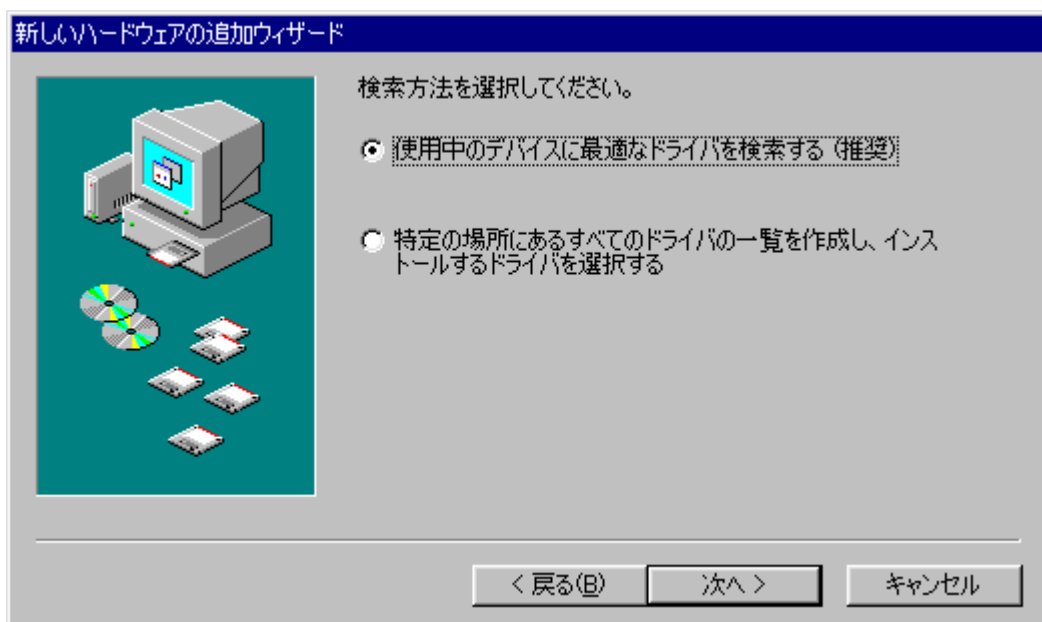 新しいハードウェアの追加ウィザード
検索方法を選択してください。
使用中のデバイスに最適なドライバを検索する (推奨)
特定の場所にあるすべてのドライバの一覧を作成し、インス
トールするドライバを選択する
< 戻る(B)
次へ >
キャンセル